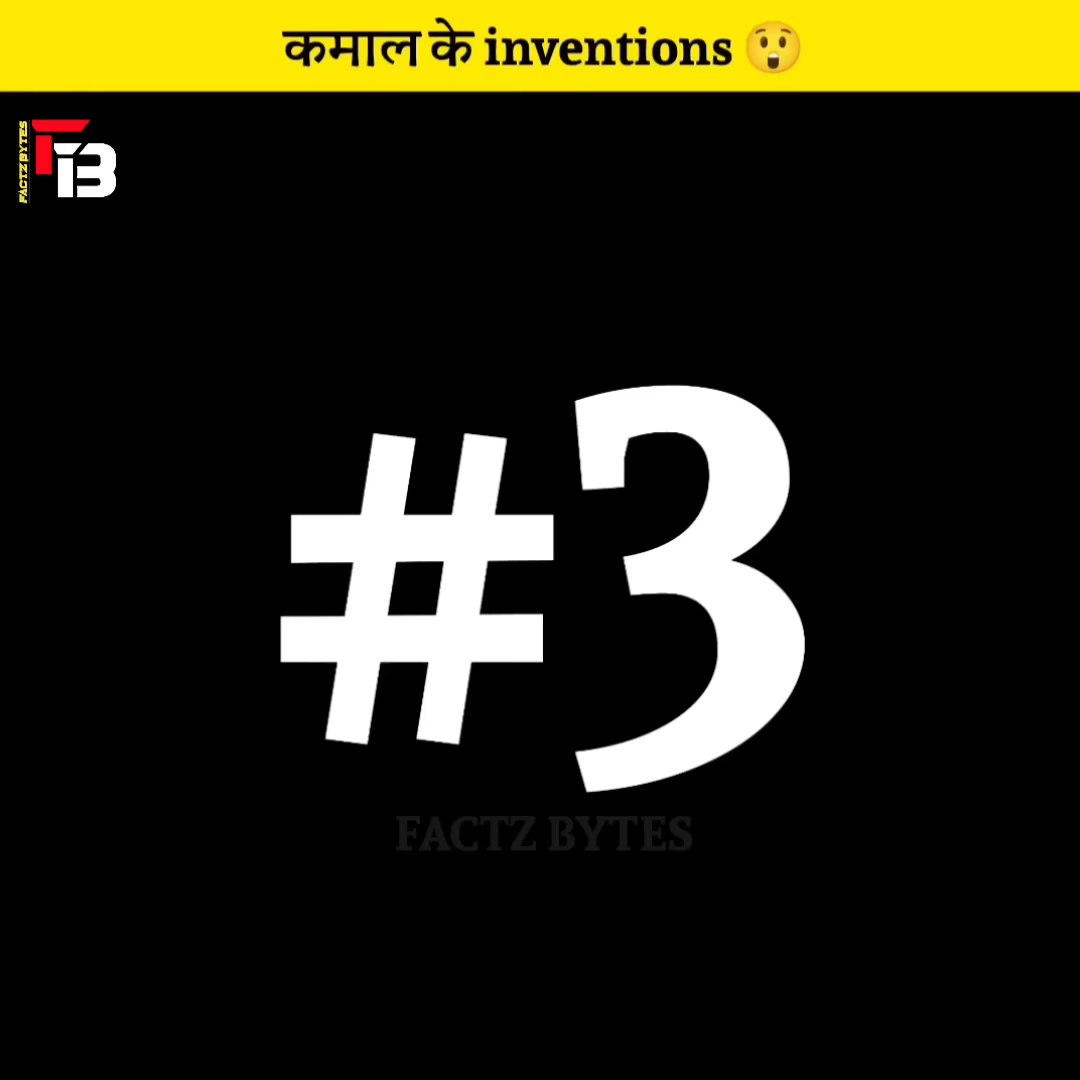 कमाल के inventions 😲
FACTZ BYTES
FB
#3
FACTZ BYTES